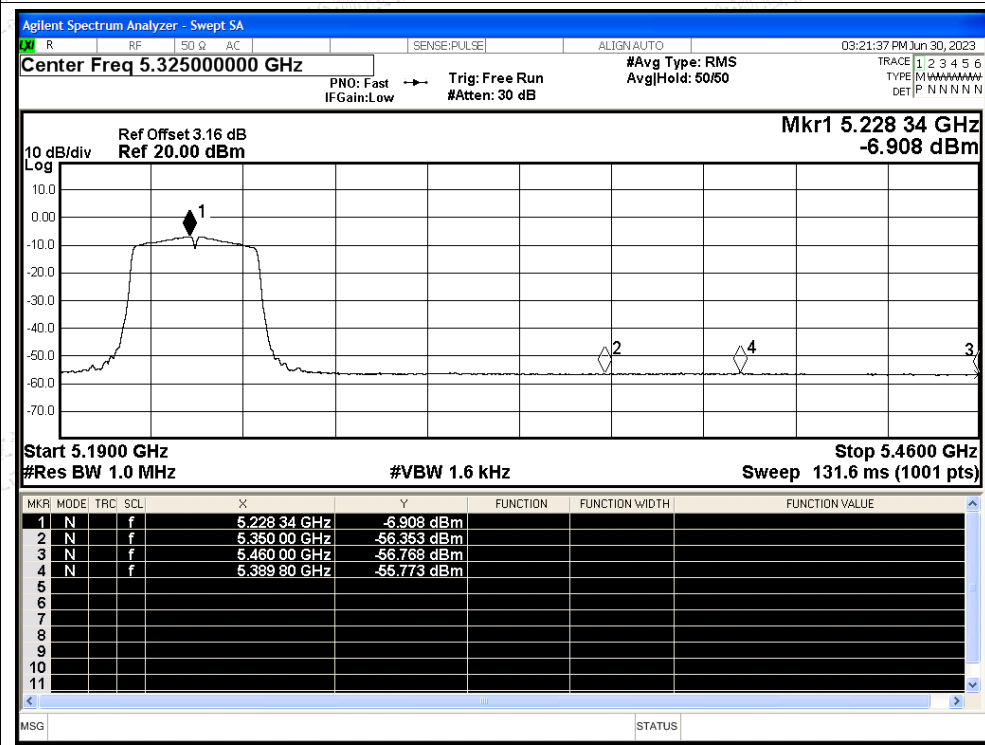 Agilent Spectrum Analyzer - Swept SA
LXI R RF 50 Ω AC SENSE:PULSE ALIGNAUTO 03:21:37 PM Jun 30, 2023
Center Freq 5.325000000 GHz #Avg Type: RMS TRACE 1 2 3 4 5 6
PNO: Fast Trig: Free Run Avg|Hold: 50/50 TYPE M
IFGain:Low #Atten: 30 dB DET P N N N N N
Mkr1 5.228 34 GHz
Ref Offset 3.16 dB
10 dB/div Ref 20.00 dBm -6.908 dBm
Log
10.0
0.00
-10.0
-20.0
-30.0
-40.0
-50.0
-60.0
-70.0
1
2
4
3
Start 5.1900 GHz Stop 5.4600 GHz
#Res BW 1.0 MHz #VBW 1.6 kHz Sweep 131.6 ms (1001 pts)
MKR MODE TRC SCL X Y FUNCTION FUNCTION WIDTH FUNCTION VALUE
1 N f 5.228 34 GHz -6.908 dBm
2 N f 5.350 00 GHz -56.353 dBm
3 N f 5.460 00 GHz -56.768 dBm
4 N f 5.389 80 GHz -55.773 dBm
5
6
7
8
9
10
11
MSG STATUS